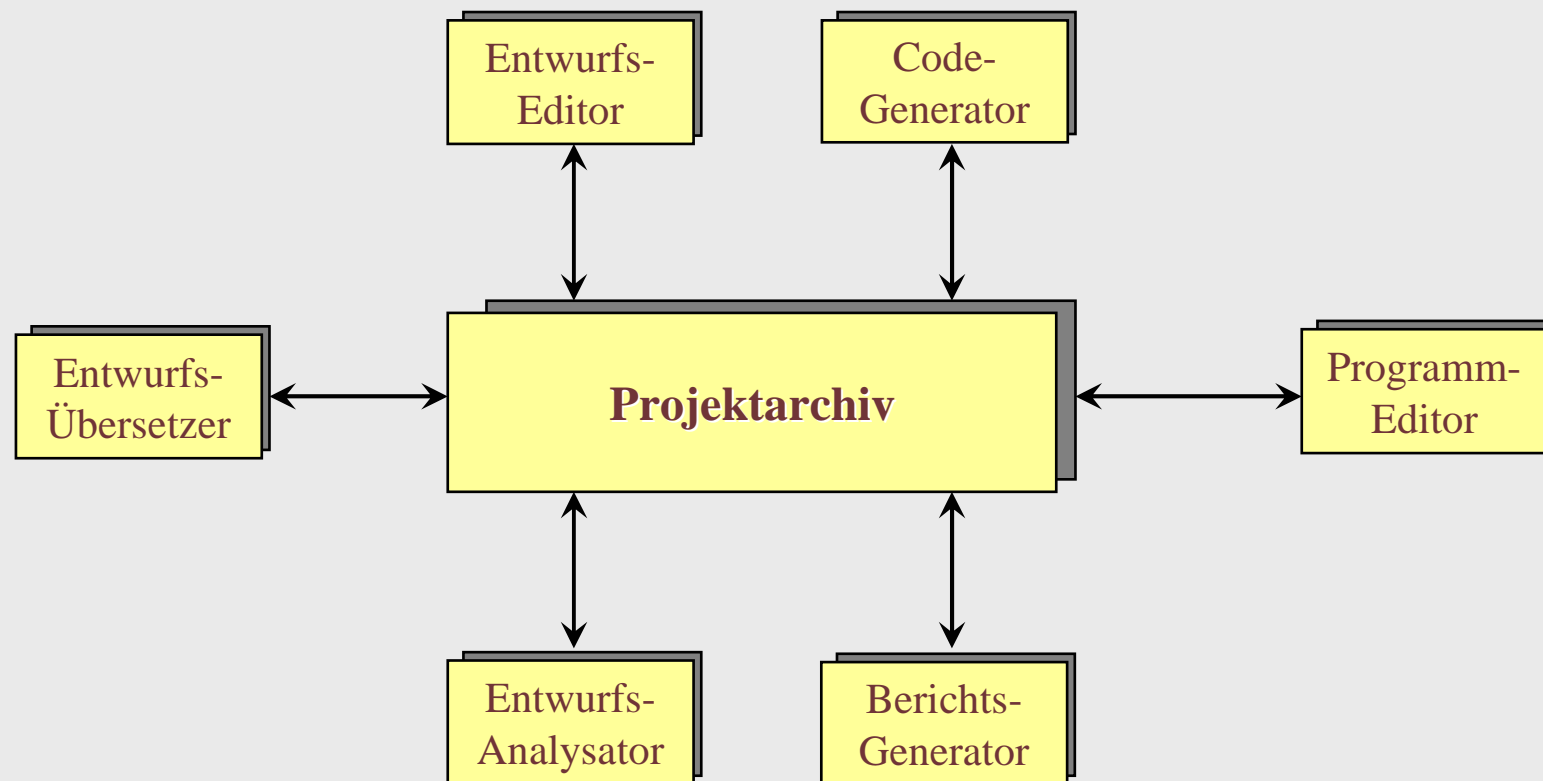 Entwurfs-
Editor
Code-
Generator
Entwurfs-
Übersetzer
Projektarchiv
Programm-
Editor
Entwurfs-
Analysator
Berichts-
Generator